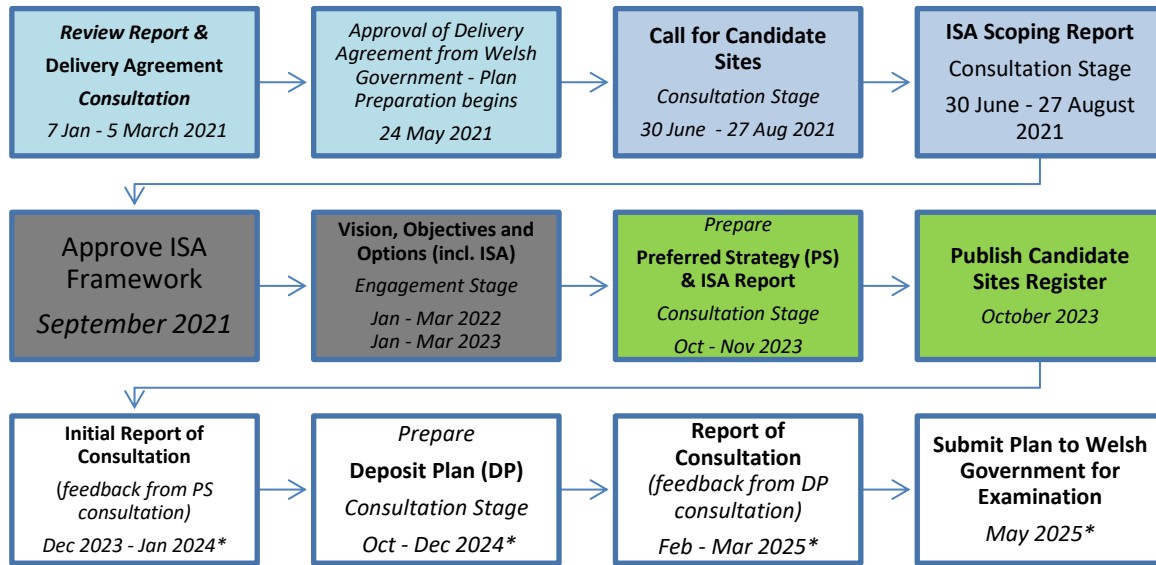 Review Report &
Delivery Agreement
Consultation
7 Jan - 5 March 2021
Approval of Delivery
Agreement from Welsh
Government - Plan
Preparation begins
24 May 2021
Call for Candidate
Sites
Consultation Stage
30 June - 27 Aug 2021
ISA Scoping Report
Consultation Stage
30 June - 27 August
2021
Approve ISA
Framework
September 2021
Vision, Objectives and
Options (incl. ISA)
Engagement Stage
Jan - Mar 2022
Jan - Mar 2023
Prepare
Preferred Strategy (PS)
& ISA Report
Consultation Stage
Oct - Nov 2023
Publish Candidate
Sites Register
October 2023
Initial Report of
Consultation
(feedback from PS
consultation)
Dec 2023 - Jan 2024*
Prepare
Deposit Plan (DP)
Consultation Stage
Oct - Dec 2024*
Report of
Consultation
(feedback from DP
consultation)
Feb - Mar 2025*
Submit Plan to Welsh
Government for
Examination
May 2025*